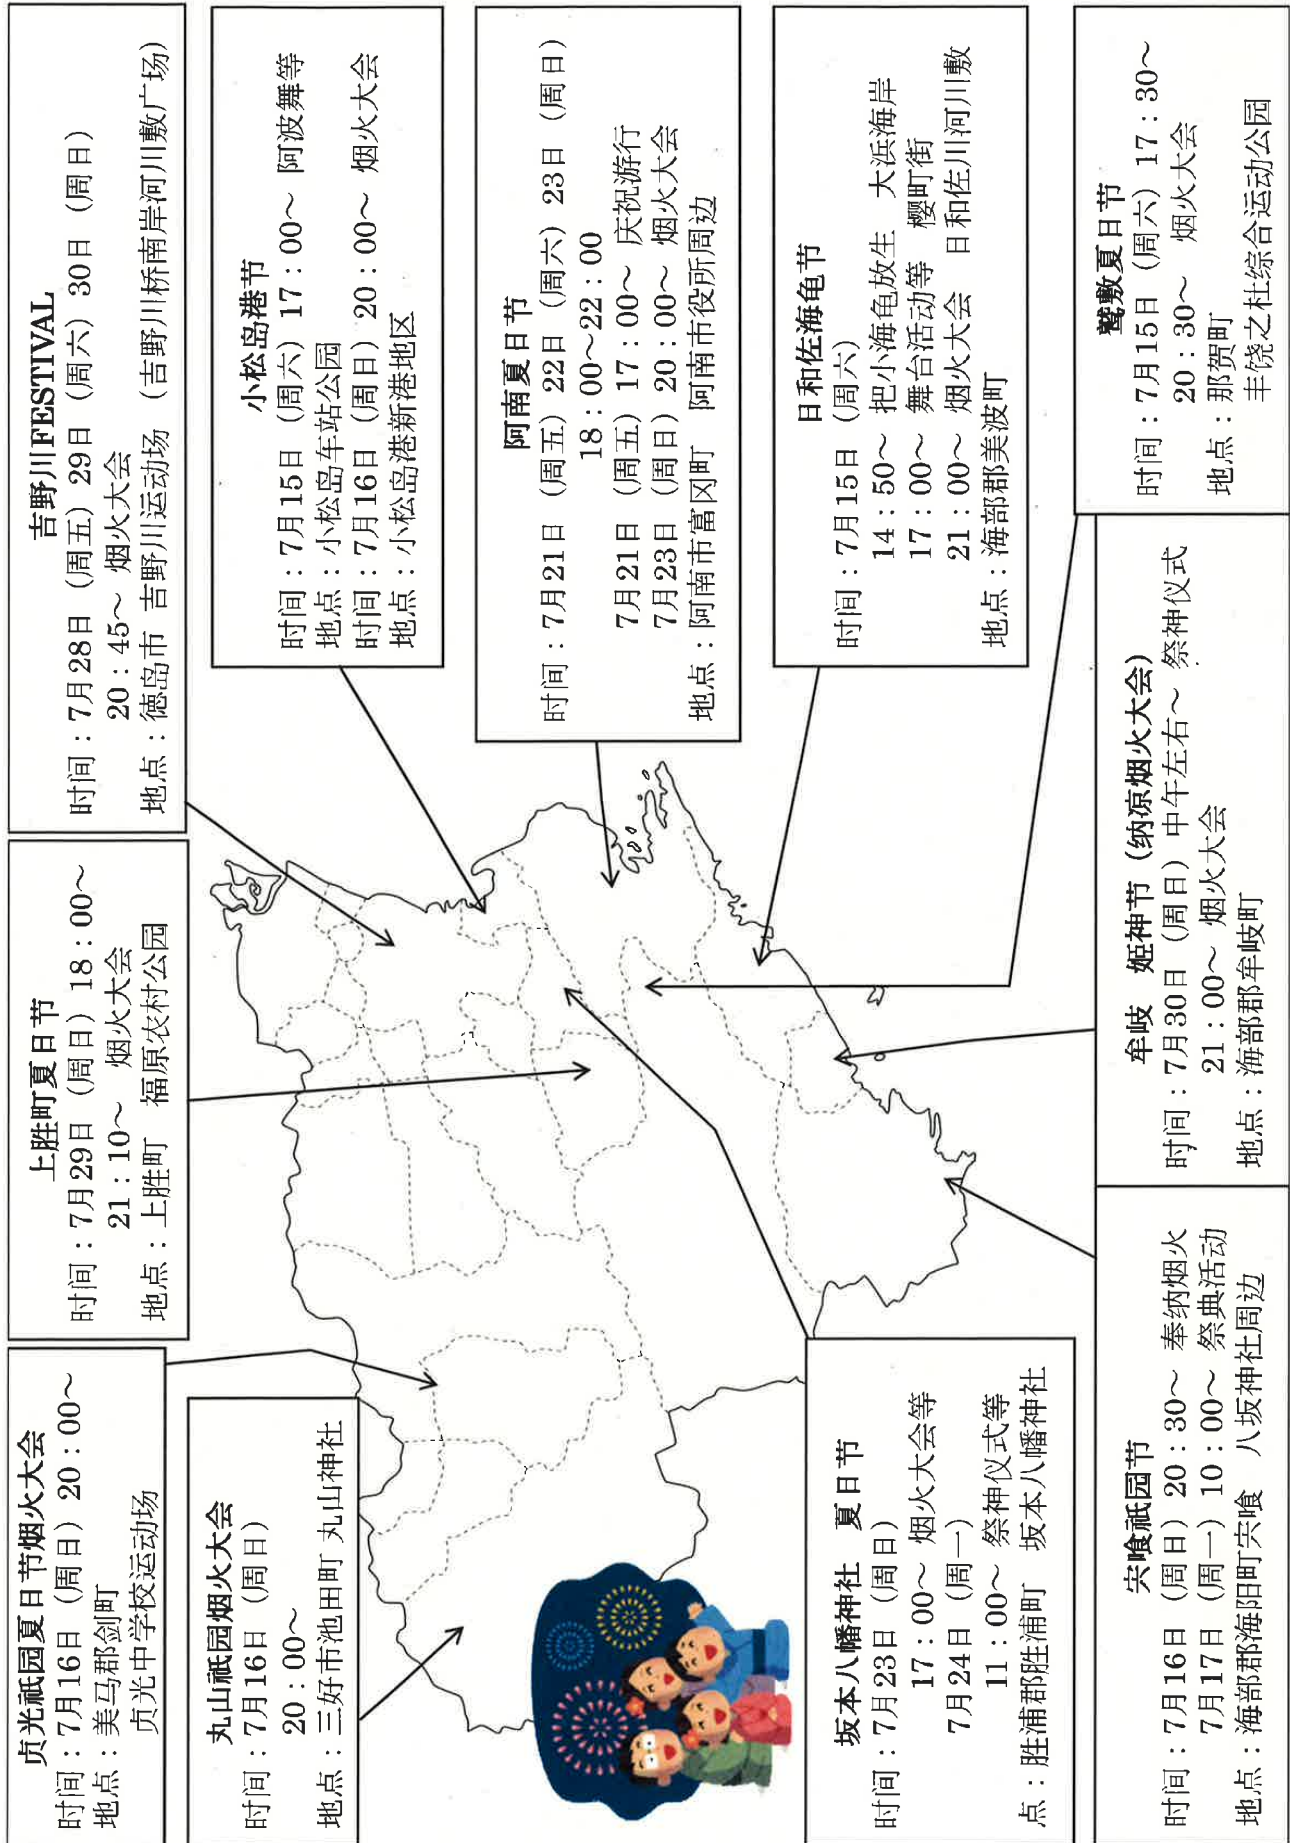 贞光祇园夏日节烟火大会
时间：7月16日（周日）20：00～
地点：美马郡剑町
贞光中学校运动场
上胜町夏日节
时间：7月29日（周日）18：00～
21：10～　烟火大会
地点：上胜町　福原农村公园
吉野川FESTIVAL
时间：7月28日（周五）29日（周六）30日（周日）
20：45～ 烟火大会
地点：德岛市 吉野川运动场 （吉野川桥南岸河川敷广场）
丸山祇园烟火大会
时间：7月16日（周日）
20：00～
地点：三好市池田町 丸山神社
小松岛港节
时间：7月15日（周六）17：00～ 阿波舞等
地点：小松岛车站公园
时间：7月16日（周日）20：00～ 烟火大会
地点：小松岛港新港地区
阿南夏日节
时间：7月21日（周五）22日（周六）23日（周日）
18：00～22：00
7月21日（周五）17：00～ 庆祝游行
7月23日（周日）20：00～ 烟火大会
地点：阿南市富冈町　阿南市役所周边
日和佐海龟节
时间：7月15日（周六）
14：50～ 把小海龟放生 大浜海岸
17：00～ 舞台活动等 樱町街
21：00～ 烟火大会 日和佐川河川敷
地点：海部郡美波町
坂本八幡神社　夏日节
时间：7月23日（周日）
17：00～ 烟火大会等
7月24日（周一）
11：00～ 祭神仪式等
点：胜浦郡胜浦町　坂本八幡神社
宍喰祇园节
时间：7月16日（周日）20：30～ 奉纳烟火
7月17日（周一）10：00～ 祭典活动
地点：海部郡海阳町宍喰 八坂神社周边
牟岐　姫神节（纳凉烟火大会）
时间：7月30日（周日）中午左右～ 祭神仪式
21：00～ 烟火大会
地点：海部郡牟岐町
鷲敷夏日节
时间：7月15日（周六）17：30～
20：30～　烟火大会
地点：那贺町
丰饶之杜综合运动公园